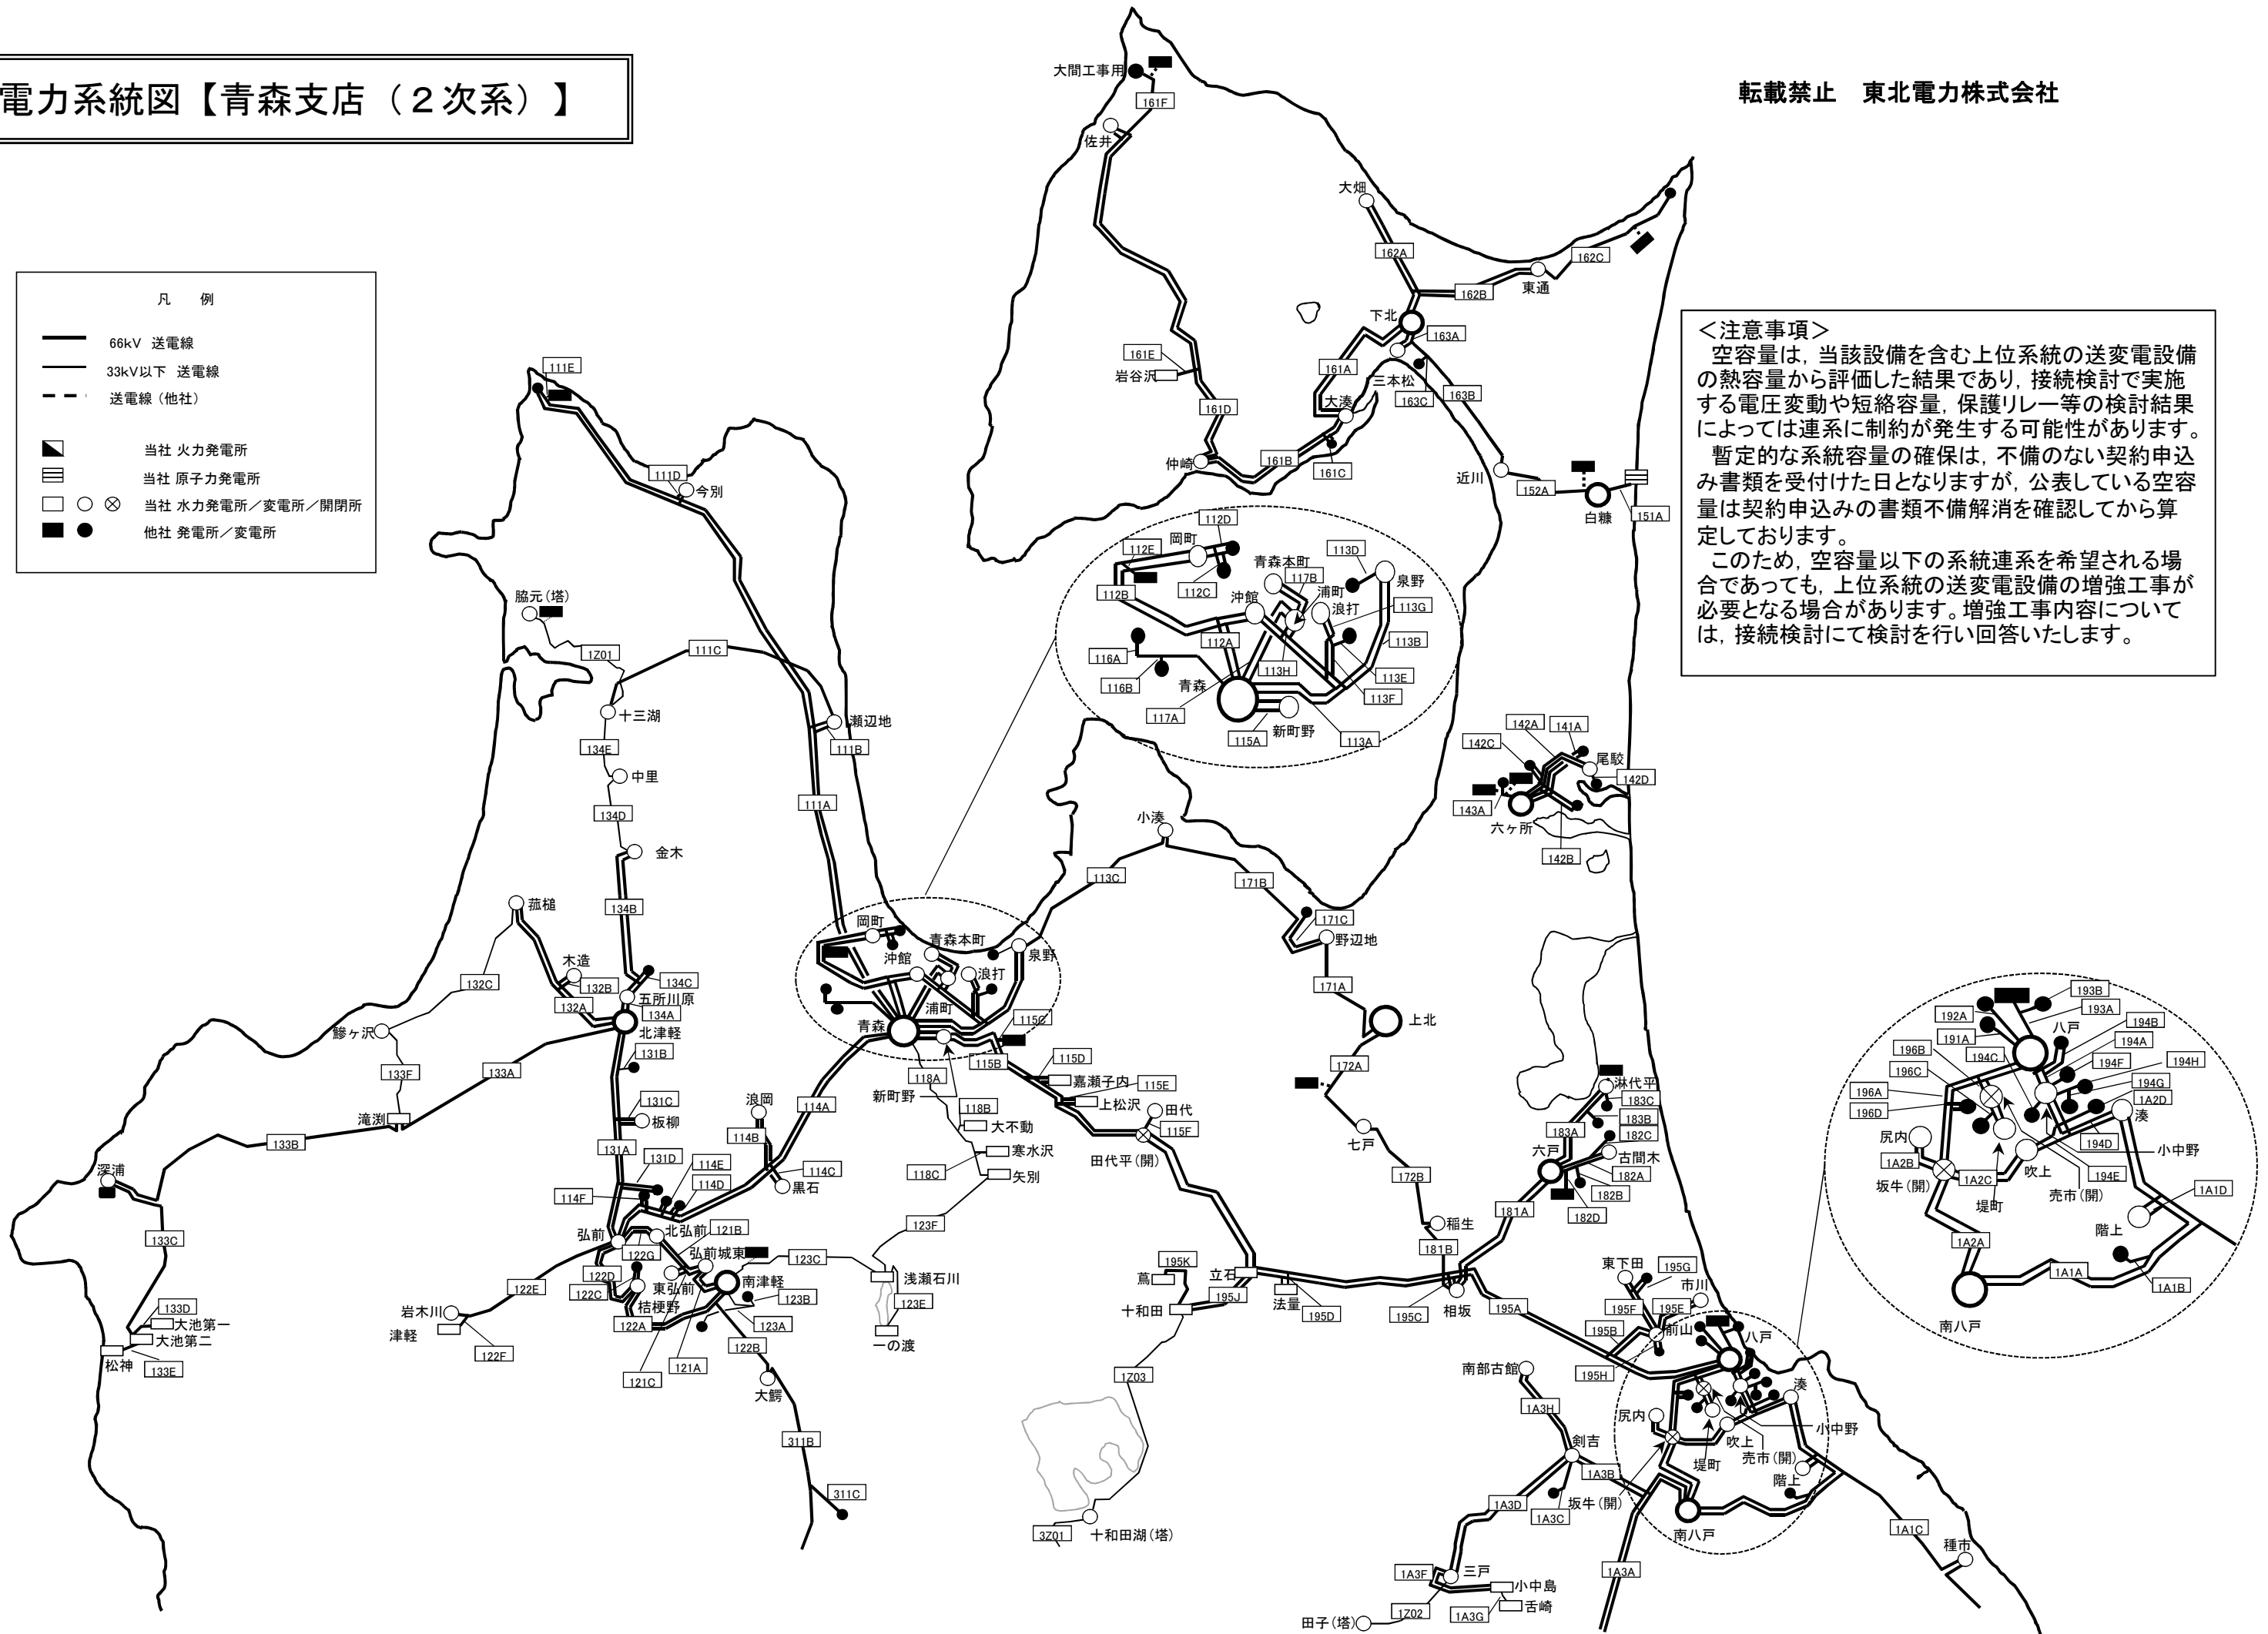 電力系統図【青森支店(2次系)】
転載禁止 東北電力株式会社
凡 例
66kV 送電線
33kV以下 送電線
送電線(他社)
当社 火力発電所
当社 原子力発電所
当社 水力発電所/変電所/開閉所
他社 発電所/変電所
<注意事項>
空容量は,当該設備を含む上位系統の送変電設備
の熱容量から評価した結果であり,接続検討で実施
する電圧変動や短絡容量,保護リレー等の検討結果
によっては連系に制約が発生する可能性があります。
暫定的な系統容量の確保は,不備のない契約申込
み書類を受付けた日となりますが,公表している空容
量は契約申込みの書類不備解消を確認してから算
定しております。
このため,空容量以下の系統連系を希望される場
合であっても,上位系統の送変電設備の増強工事が
必要となる場合があります。増強工事内容について
は,接続検討にて検討を行い回答いたします。
大間工事用
161F
佐井
大畑
162A
162C
162B
東通
下北
163A
161E
岩谷沢
161A
三本松
163C
163B
161D
大湊
仲崎
161B
161C
近川
152A
白糠
151A
111E
111D
今別
脇元(塔)
1Z01
111C
十三湖
瀬辺地
111B
134E
中里
111A
134D
金木
134B
菰槌
木造
132B
132C
132A
134C
五所川原
134A
北津軽
鰺ヶ沢
131B
133F
133A
滝渕
131C
板柳
133B
131A
深浦
133C
133D
大池第一
大池第二
松神
133E
112D
岡町
112E
113D
青森本町
117B
泉野
112C
112B
浦町
沖館
浪打
113G
113B
112A
116A
113H
113E
116B
青森
113F
117A
新町野
115A
113A
142A
141A
142C
尾鮫
142D
143A
六ヶ所
142B
小湊
113C
171B
171C
野辺地
171A
上北
172A
七戸
172B
稲生
岡町
青森本町
泉野
沖館
浪打
浦町
青森
115C
115B
115D
嘉瀬子内
115E
上松沢
118A
新町野
118B
大不動
田代
115F
田代平(開)
寒水沢
118C
矢別
浪岡
114A
114B
114C
黒石
131D
114E
114D
114F
弘前
北弘前
121B
122G
弘前城東
123C
123F
122D
東弘前
南津軽
浅瀬石川
122E
122C
桔梗野
123B
123E
岩木川
122A
123A
一の渡
津軽
122F
122B
121A
121C
大鰐
311B
311C
195K
蔦
立石
十和田
195J
法量
195D
195C
相坂
1Z03
3Z01
十和田湖(塔)
淋代平
183C
183B
182C
183A
六戸
古間木
182A
182B
182D
181A
181B
195A
東下田
195G
市川
195F
195E
195B
前山
八戸
195H
南部古館
湊
1A3H
尻内
剣吉
小中野
吹上
売市(開)
堤町
階上
1A3B
坂牛(開)
1A3D
1A3C
南八戸
1A1C
種市
1A3A
1A3F
三戸
小中島
1Z02
1A3G
舌崎
田子(塔)
193B
192A
193A
八戸
194B
191A
194A
196B
194C
194F
194H
196C
194G
196A
1A2D
196D
湊
尻内
194D
小中野
1A2B
吹上
194E
坂牛(開)
1A2C
売市(開)
1A1D
堤町
階上
1A2A
1A1A
1A1B
南八戸